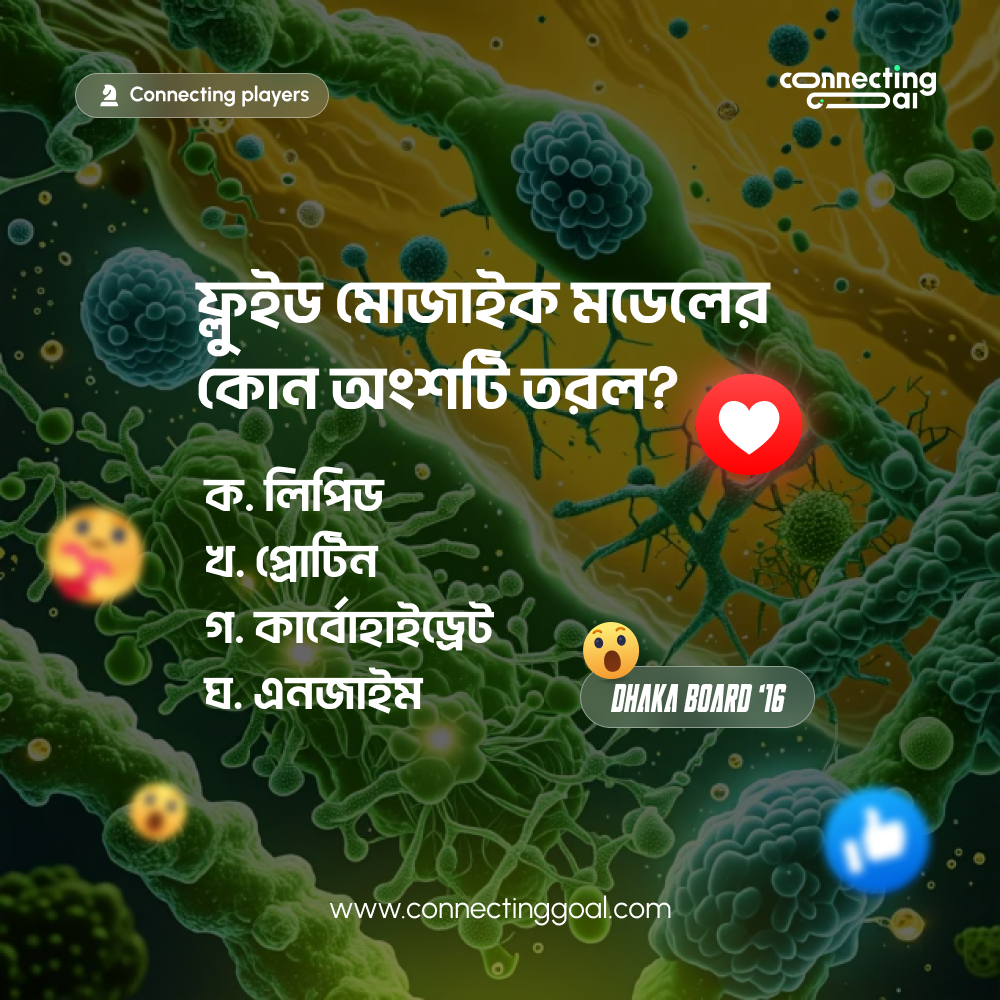 Connecting players
connecting
Goal
ফ্লুইড মোজাইক মডেলের
কোন অংশটি তরল?
ক. লিপিড
খ. প্রোটিন
গ. কার্বোহাইড্রেট
ঘ. এনজাইম
DHAKA BOARD ‘16
www.connectinggoal.com